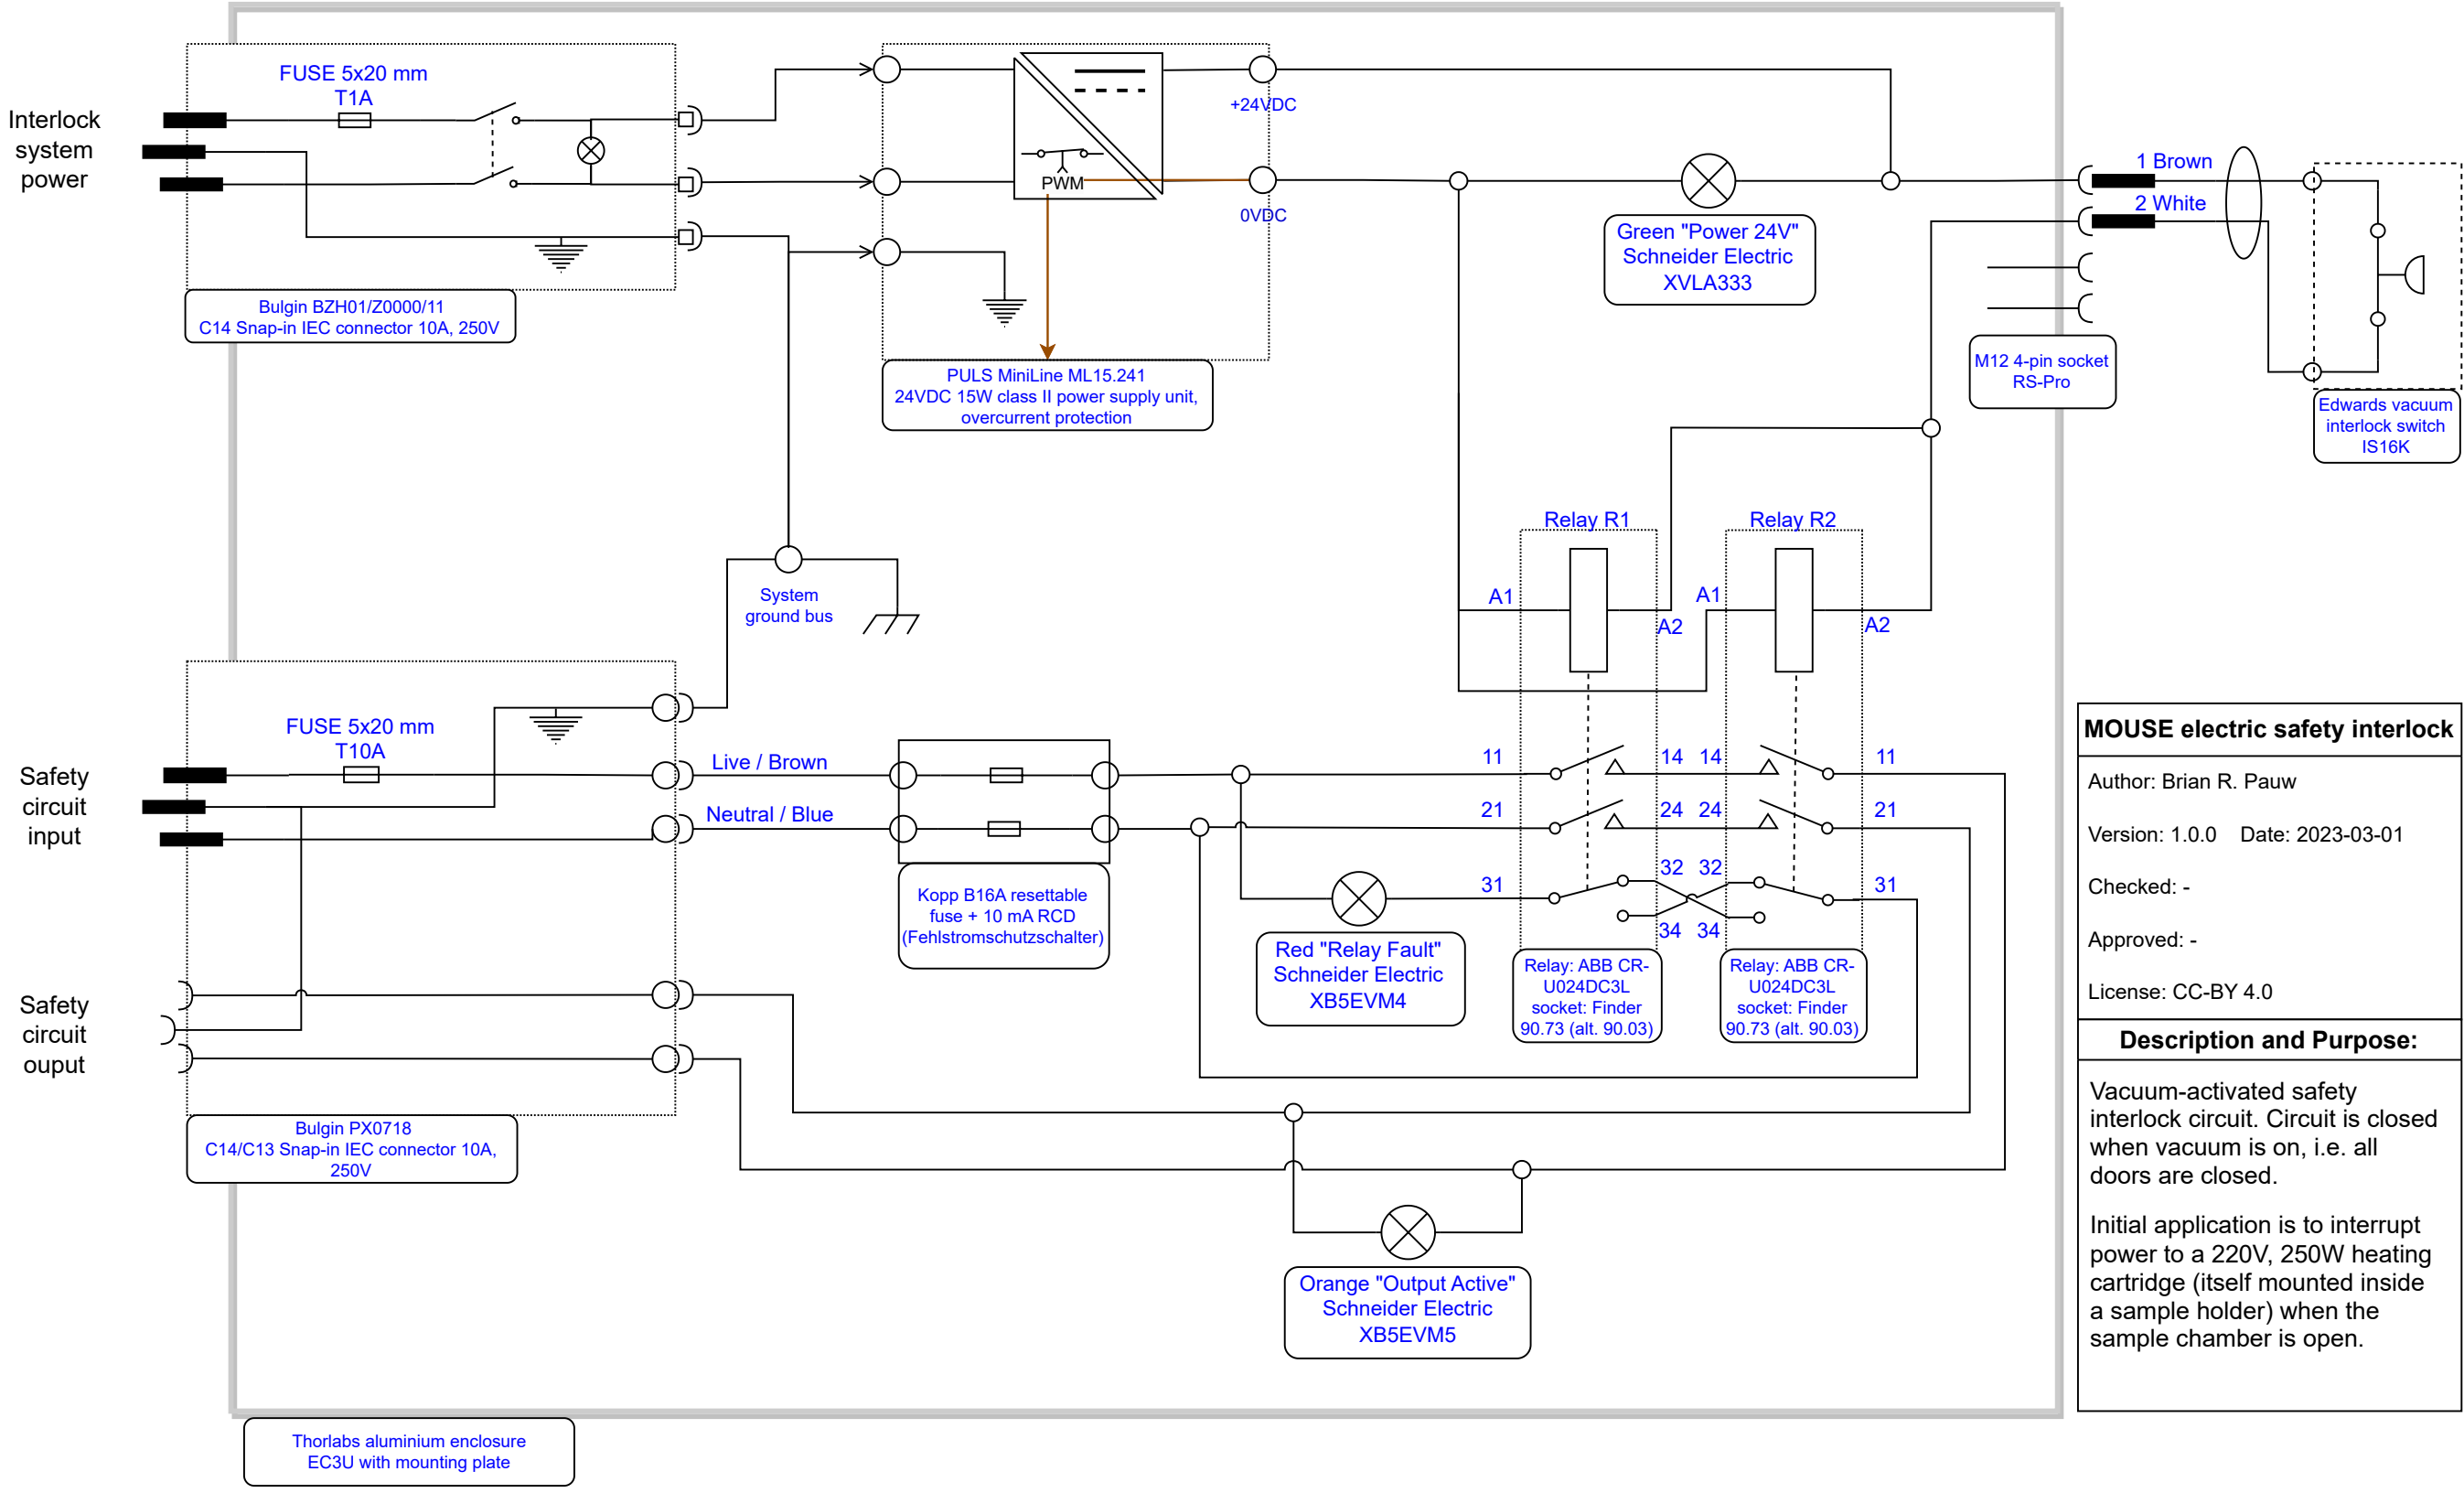 Interlock
system
power
FUSE 5x20 mm
T1A
Bulgin BZH01/Z0000/11
C14 Snap-in IEC connector 10A, 250V
PWM
+24VDC
0VDC
PULS MiniLine ML15.241
24VDC 15W class II power supply unit,
overcurrent protection
Green "Power 24V"
Schneider Electric
XVLA333
1 Brown
2 White
M12 4-pin socket
RS-Pro
Edwards vacuum
interlock switch
IS16K
System
ground bus
Relay R1
Relay R2
A1
A2
A1
A2
Safety
circuit
input
FUSE 5x20 mm
T10A
Live / Brown
Neutral / Blue
Kopp B16A resettable
fuse + 10 mA RCD
(Fehlstromschutzschalter)
11
14
14
11
21
24
24
21
31
32
32
31
34
34
Red "Relay Fault"
Schneider Electric
XB5EVM4
Relay: ABB CR-
U024DC3L
socket: Finder
90.73 (alt. 90.03)
Relay: ABB CR-
U024DC3L
socket: Finder
90.73 (alt. 90.03)
Safety
circuit
ouput
Bulgin PX0718
C14/C13 Snap-in IEC connector 10A,
250V
Orange "Output Active"
Schneider Electric
XB5EVM5
Thorlabs aluminium enclosure
EC3U with mounting plate
MOUSE electric safety interlock
Author: Brian R. Pauw
Version: 1.0.0 Date: 2023-03-01
Checked: -
Approved: -
License: CC-BY 4.0
Description and Purpose:
Vacuum-activated safety
interlock circuit. Circuit is closed
when vacuum is on, i.e. all
doors are closed.
Initial application is to interrupt
power to a 220V, 250W heating
cartridge (itself mounted inside
a sample holder) when the
sample chamber is open.